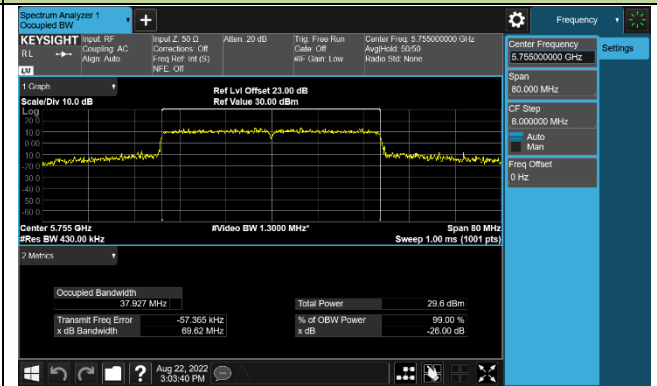 Spectrum Analyzer 1
Occupied BW
+
Frequency
KEYSIGHT
Input: RF
R L
Coupling: AC
Align: Auto
LXI
Input Z: 50 Ω
Corrections: Off
Freq Ref: Int (S)
NFE: Off
Atten: 20 dB
Trig: Free Run
Gate: Off
#IF Gain: Low
Center Freq: 5.755000000 GHz
Avg|Hold: 50/50
Radio Std: None
Center Frequency
5.755000000 GHz
Settings
Span
80.000 MHz
CF Step
8.000000 MHz
Auto
Man
Freq Offset
0 Hz
1 Graph
Scale/Div 10.0 dB
Ref Lvl Offset 23.00 dB
Ref Value 30.00 dBm
Log
20.0
10.0
0.00
-10.0
-20.0
-30.0
-40.0
-50.0
-60.0
Center 5.755 GHz
#Video BW 1.3000 MHz*
Span 80 MHz
#Res BW 430.00 kHz
Sweep 1.00 ms (1001 pts)
2 Metrics
Occupied Bandwidth
37.927 MHz
Total Power 29.6 dBm
Transmit Freq Error -57.365 kHz
% of OBW Power 99.00 %
x dB Bandwidth 69.62 MHz
x dB -26.00 dB
?
Aug 22, 2022
3:03:40 PM